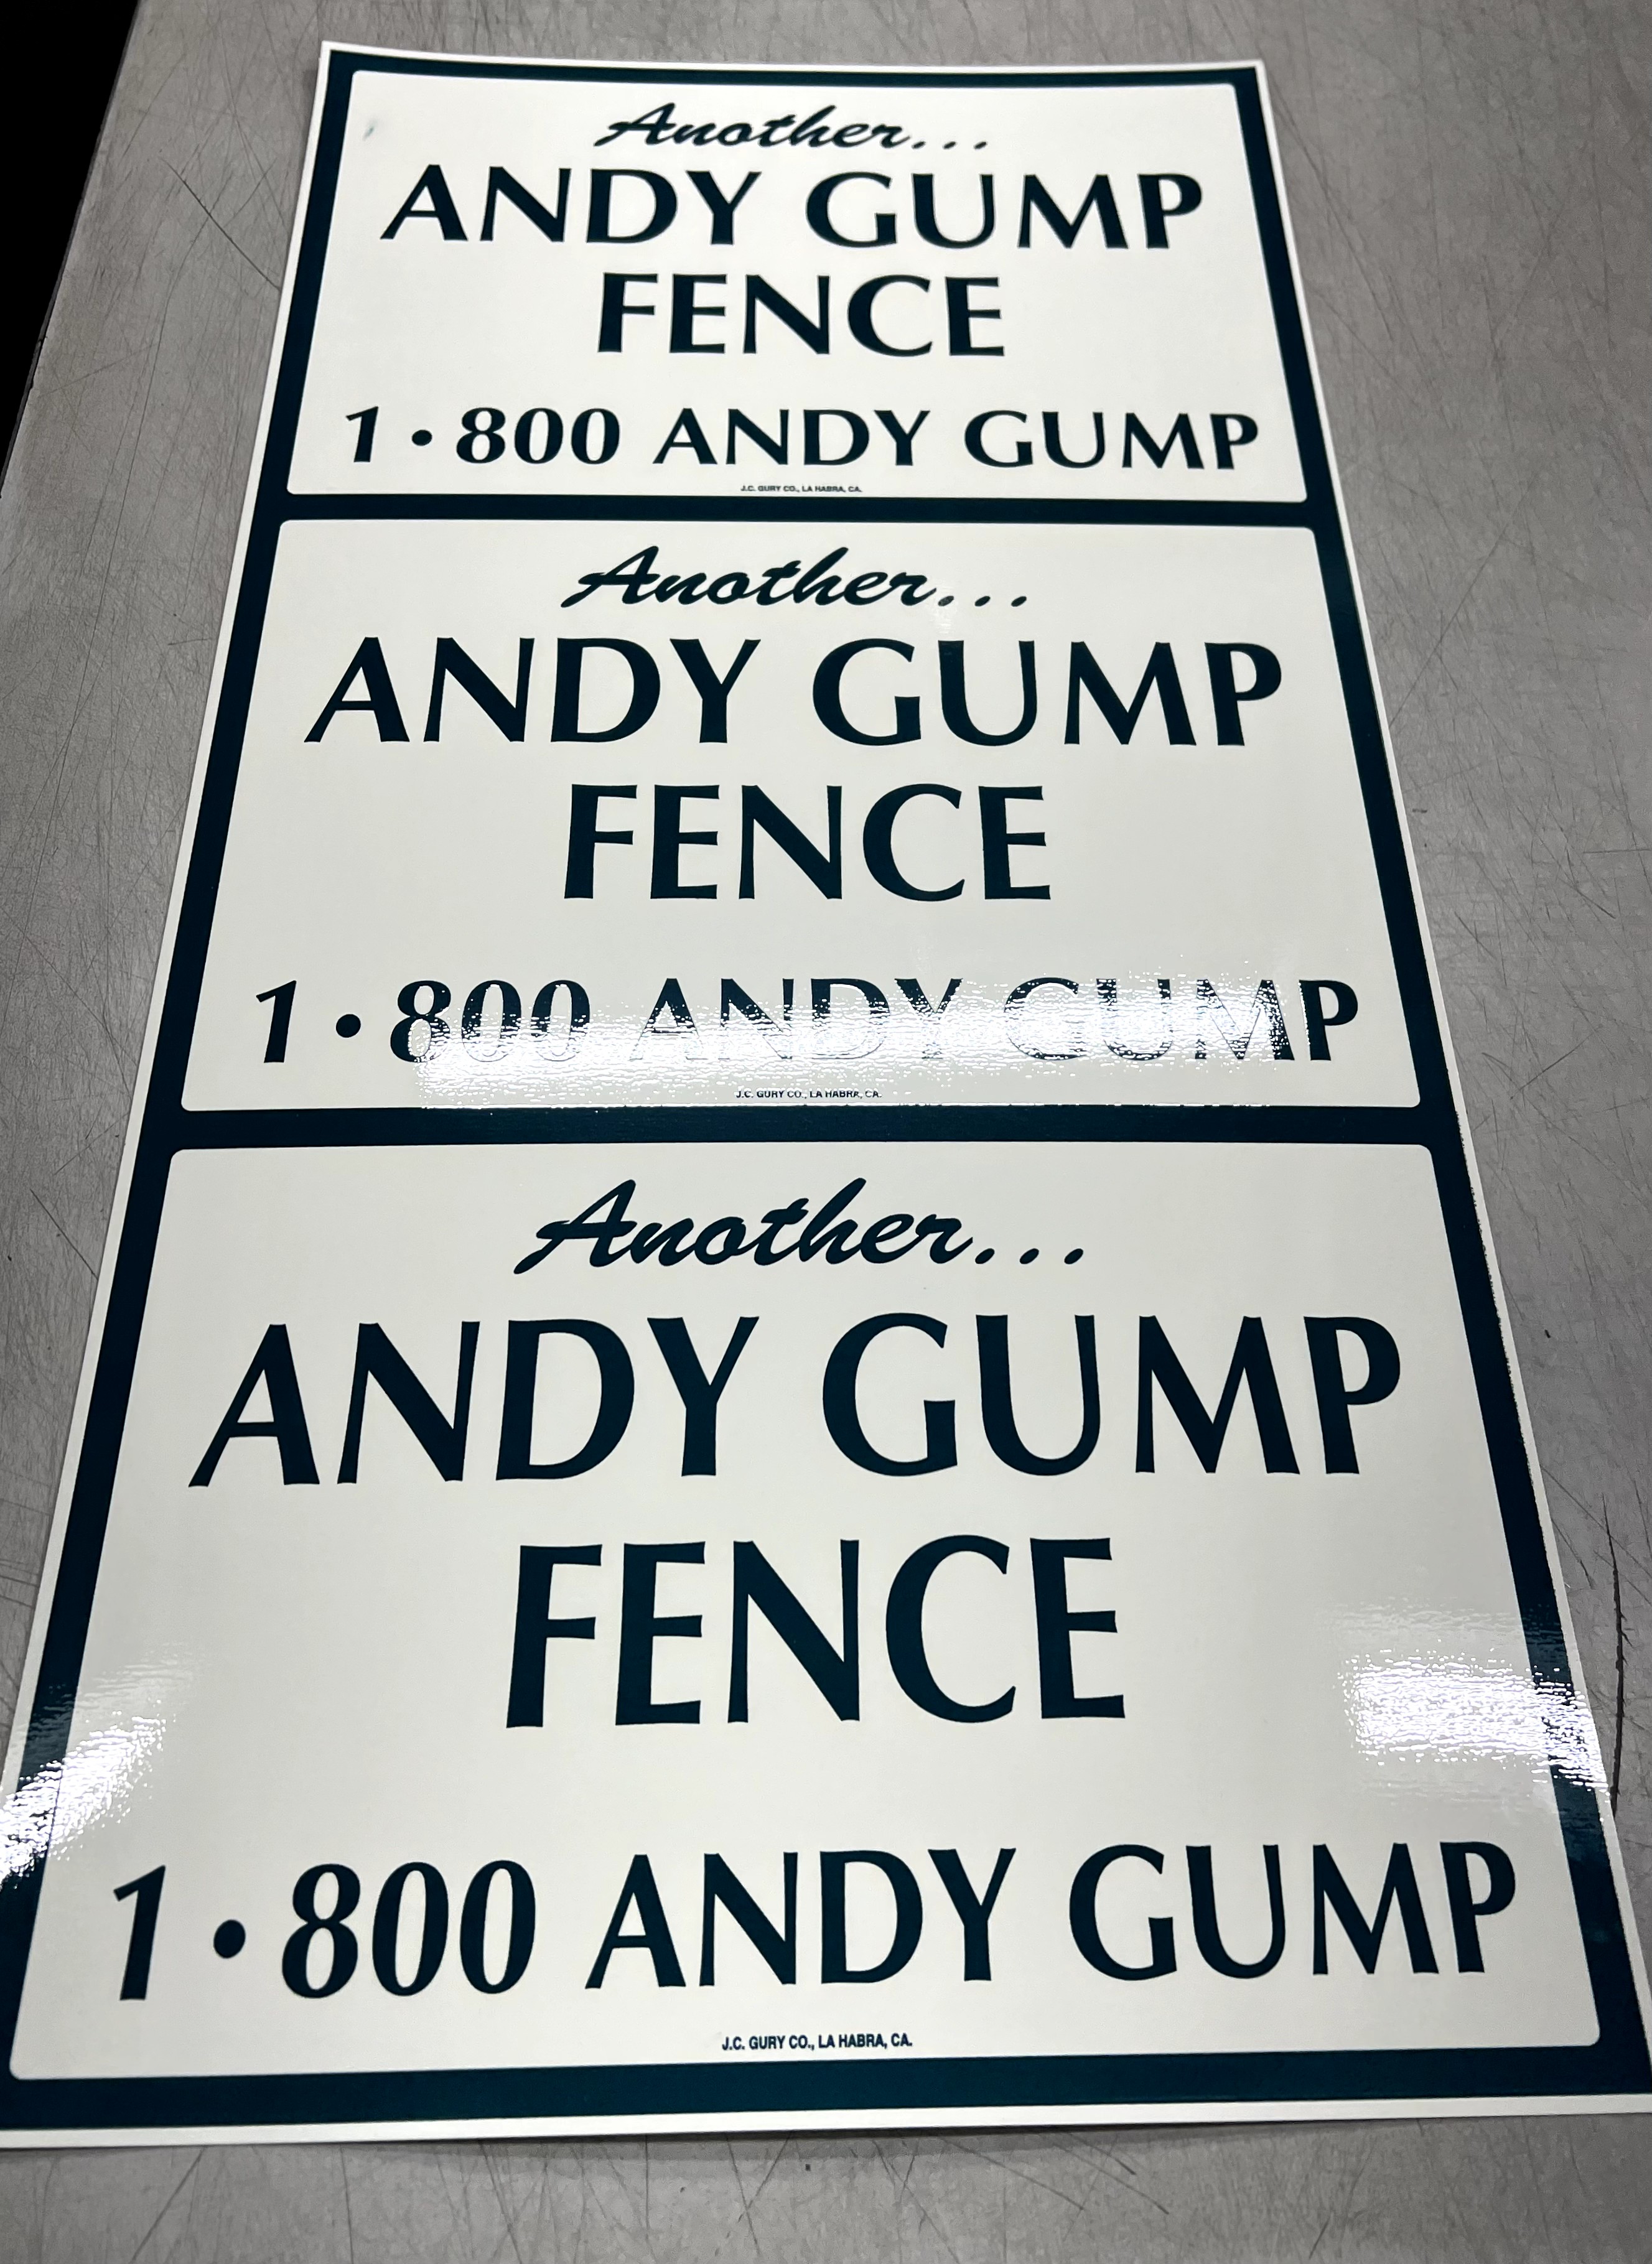 Another...
ANDY GUMP
FENCE
1•800 ANDY GUMP
J.C. GURY CO., LA HABRA, CA.
Another...
ANDY GUMP
FENCE
1•800 ANDY GUMP
J.C. GURY CO., LA HABRA, CA.
Another...
ANDY GUMP
FENCE
1•800 ANDY GUMP
J.C. GURY CO., LA HABRA, CA.